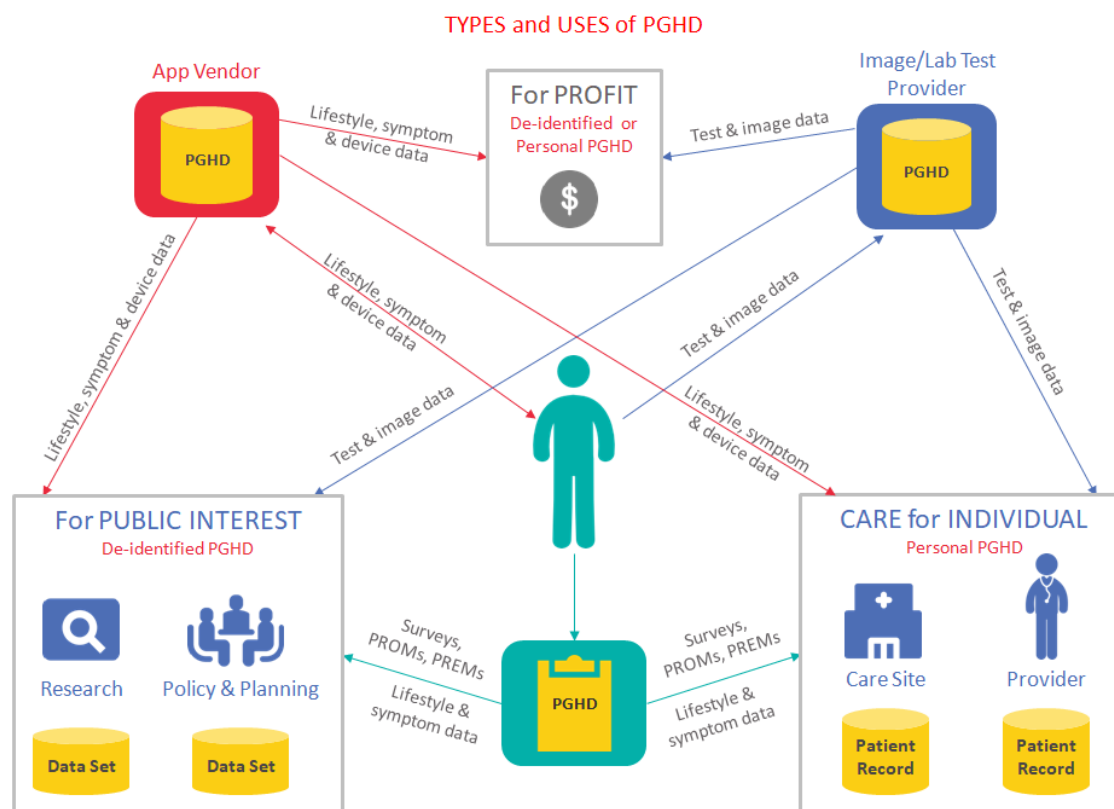 TYPES and USES of PGHD
App Vendor
PGHD
Lifestyle, symptom
& device data
For PROFIT
De-identified or
Personal PGHD
$
Test & image data
Image/Lab Test
Provider
PGHD
Lifestyle, symptom & device data
Lifestyle, symptom
& device data
Test & image data
Test & image data
Test & image data
Lifestyle, symptom
& device data
For PUBLIC INTEREST
De-identified PGHD
Research
Policy & Planning
Data Set
Data Set
Surveys,
PROMs, PREMs
Lifestyle &
symptom data
PGHD
Surveys,
PROMs, PREMs
Lifestyle &
symptom data
CARE for INDIVIDUAL
Personal PGHD
Care Site
Provider
Patient
Record
Patient
Record